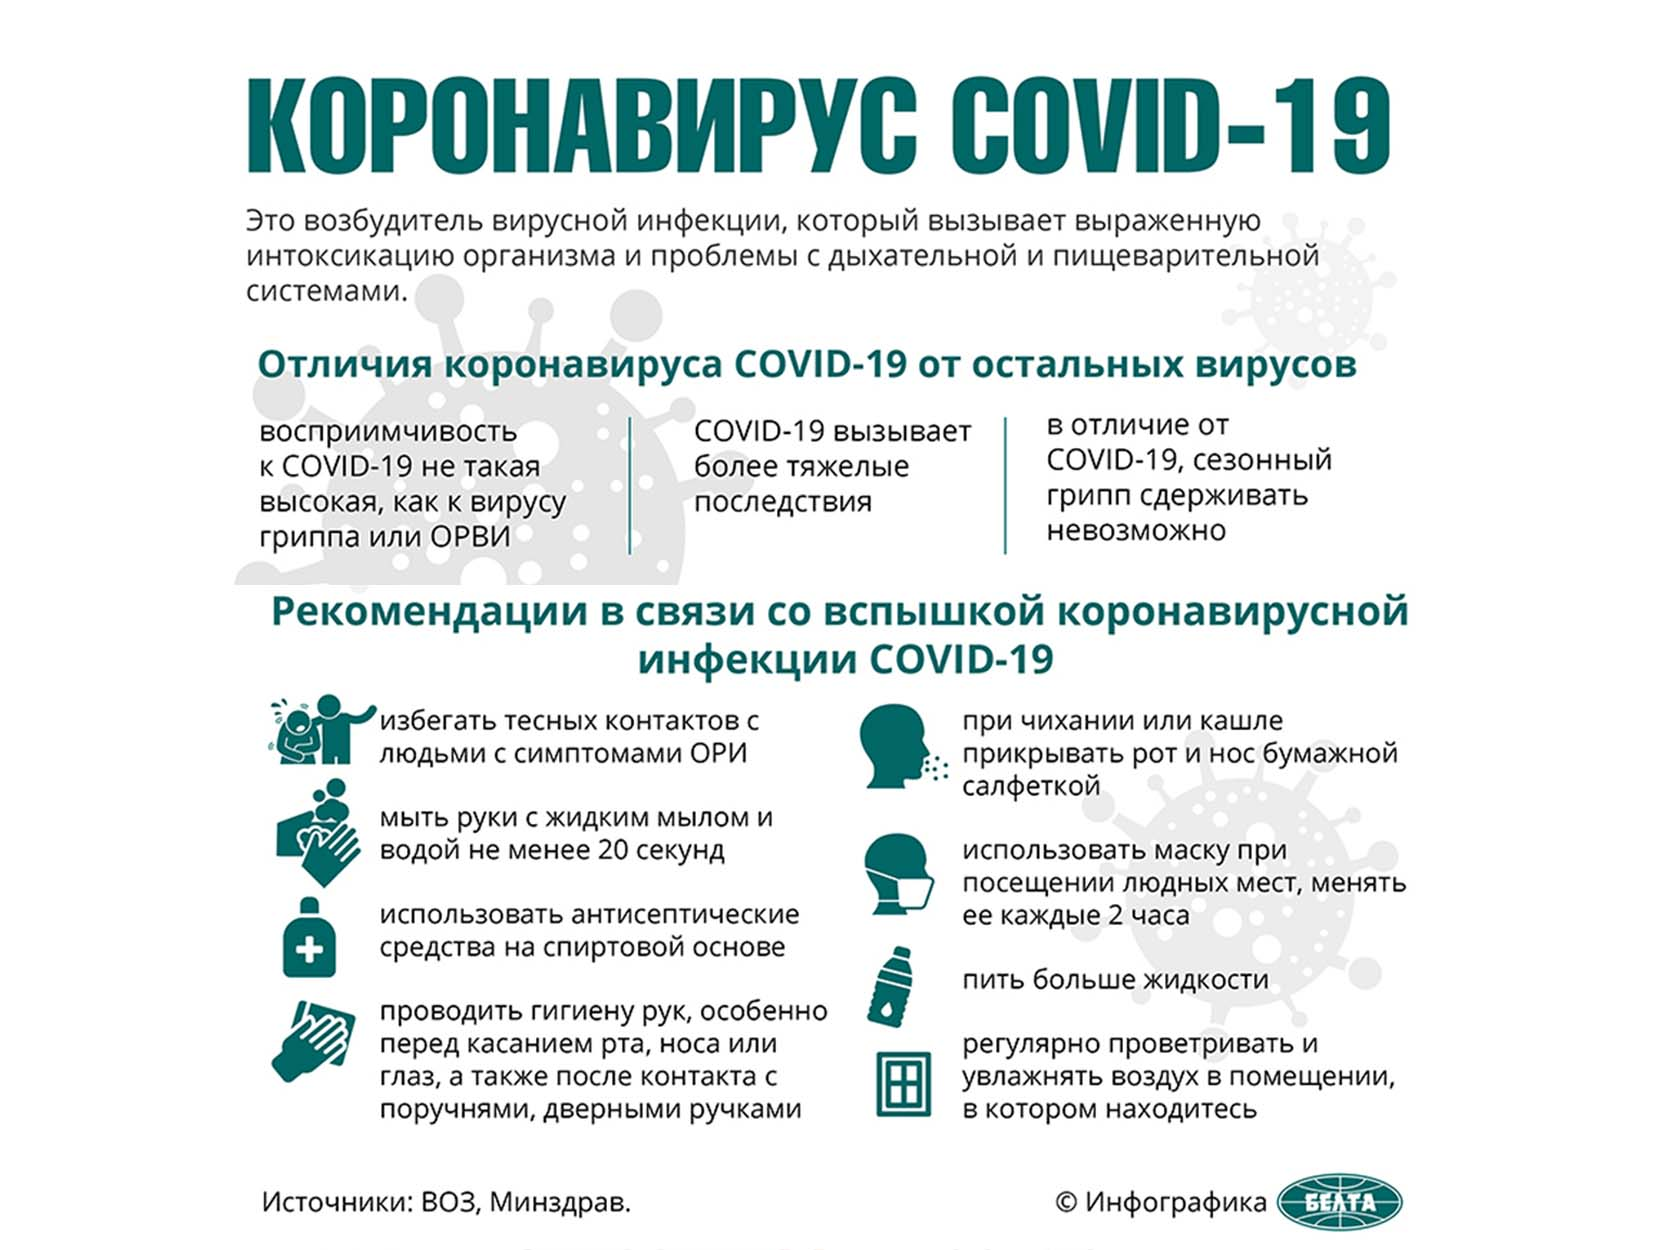 КОРОНАВИРУС COVID-19
Это возбудитель вирусной инфекции, который вызывает выраженную
интоксикацию организма и проблемы с дыхательной и пищеварительной
системами.
Отличия коронавируса COVID-19 от остальных вирусов
восприимчивость
к COVID-19 не такая
высокая, как к вирусу
гриппа или ОРВИ
COVID-19 вызывает
более тяжелые
последствия
в отличие от
COVID-19, сезонный
грипп сдерживать
невозможно
Рекомендации в связи со вспышкой коронавирусной
инфекции COVID-19
избегать тесных контактов с
людьми с симптомами ОРИ
мыть руки с жидким мылом и
водой не менее 20 секунд
использовать антисептические
средства на спиртовой основе
проводить гигиену рук, особенно
перед касанием рта, носа или
глаз, а также после контакта с
поручнями, дверными ручками
при чихании или кашле
прикрывать рот и нос бумажной
салфеткой
использовать маску при
посещении людных мест, менять
ее каждые 2 часа
пить больше жидкости
регулярно проветривать и
увлажнять воздух в помещении,
в котором находитесь
Источники: ВОЗ, Минздрав.
© Инфографика БЕЛТА